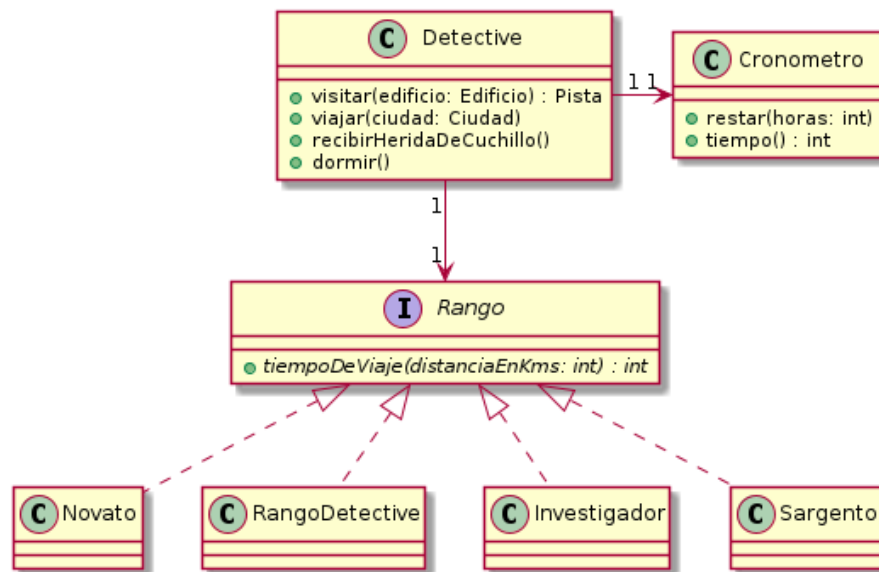 C Detective
visitar(edificio: Edificio) : Pista
viajar(ciudad: Ciudad)
recibirHeridaDeCuchillo()
dormir()
1 1
C Cronometro
restar(horas: int)
tiempo() : int
1
1
I Rango
tiempoDeViaje(distanciaEnKms: int) : int
C Novato
C RangoDetective
C Investigador
C Sargento